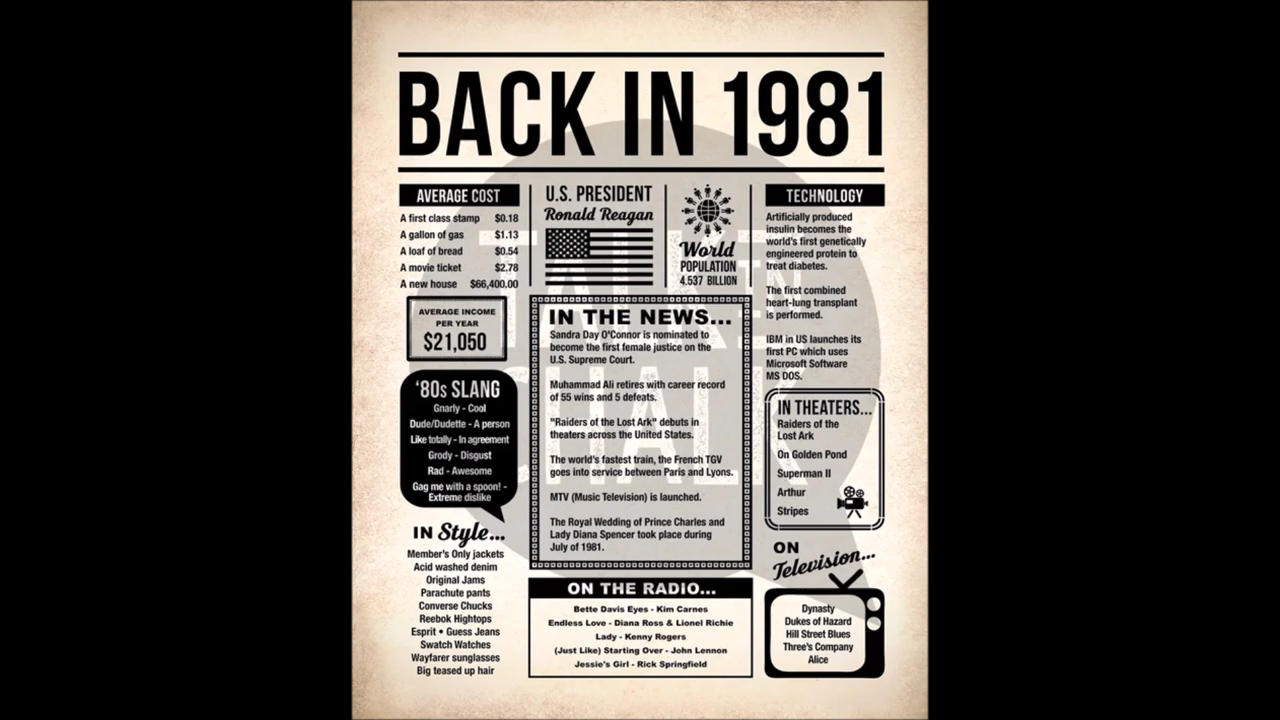 BACK IN 1981
AVERAGE COST
A first class stamp $0.18
A gallon of gas $1.13
A loaf of bread $0.54
A movie ticket $2.78
A new house $66,400.00
AVERAGE INCOME
PER YEAR
$21,050
'80s SLANG
Gnarly - Cool
Dude/Dudette - A person
Like totally - In agreement
Grody - Disgust
Rad - Awesome
Gag me with a spoon! -
Extreme dislike
IN Style...
Member's Only jackets
Acid washed denim
Original Jams
Parachute pants
Converse Chucks
Reebok Hightops
Esprit • Guess Jeans
Swatch Watches
Wayfarer sunglasses
Big teased up hair
U.S. PRESIDENT
Ronald Reagan
World
POPULATION
4.537 BILLION
IN THE NEWS...
Sandra Day O'Connor is nominated to
become the first female justice on the
U.S. Supreme Court.
Muhammad Ali retires with career record
of 55 wins and 5 defeats.
"Raiders of the Lost Ark" debuts in
theaters across the United States.
The world's fastest train, the French TGV
goes into service between Paris and Lyons.
MTV (Music Television) is launched.
The Royal Wedding of Prince Charles and
Lady Diana Spencer took place during
July of 1981.
ON THE RADIO...
Bette Davis Eyes - Kim Carnes
Endless Love - Diana Ross & Lionel Richie
Lady - Kenny Rogers
(Just Like) Starting Over - John Lennon
Jessie's Girl - Rick Springfield
TECHNOLOGY
Artificially produced
insulin becomes the
world's first genetically
engineered protein to
treat diabetes.
The first combined
heart-lung transplant
is performed.
IBM in US launches its
first PC which uses
Microsoft Software
MS DOS.
IN THEATERS...
Raiders of the
Lost Ark
On Golden Pond
Superman II
Arthur
Stripes
ON
Television...
Dynasty
Dukes of Hazard
Hill Street Blues
Three's Company
Alice
TALK IN
CHALK